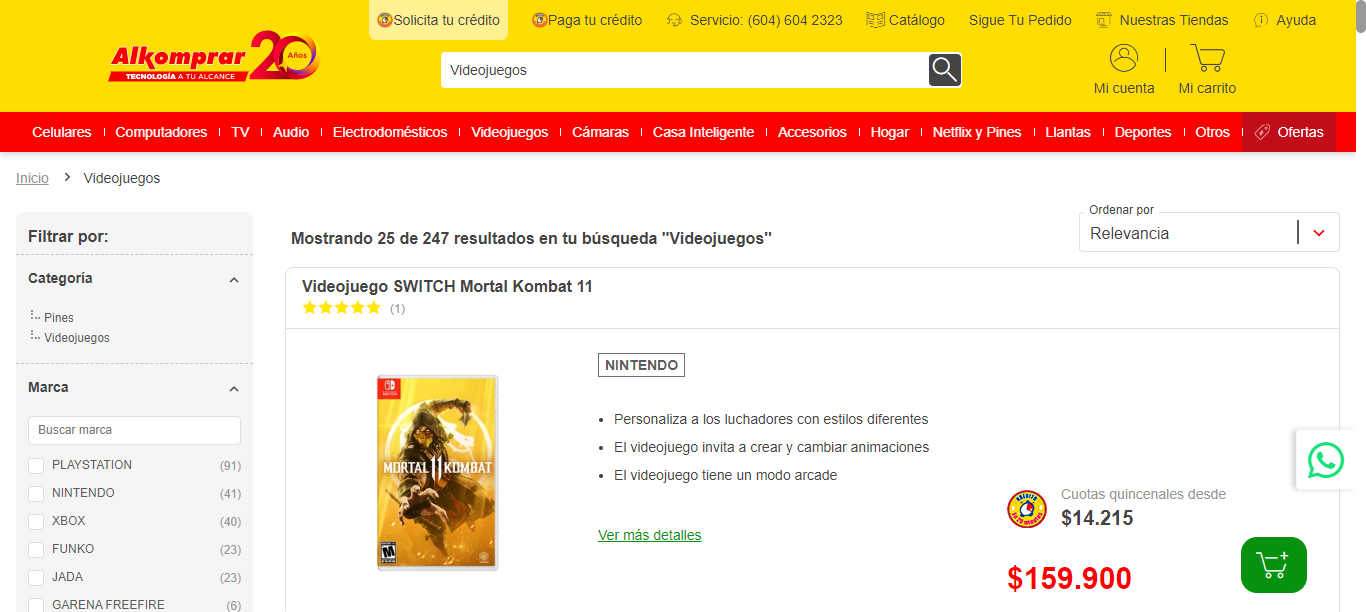 Solicita tu crédito
Paga tu crédito
Servicio: (604) 604 2323
Catálogo
Sigue Tu Pedido
Nuestras Tiendas
Ayuda
Alkomprar 20 Años
TECNOLOGÍA A TU ALCANCE
Videojuegos
Mi cuenta
Mi carrito
Celulares
Computadores
TV
Audio
Electrodomésticos
Videojuegos
Cámaras
Casa Inteligente
Accesorios
Hogar
Netflix y Pines
Llantas
Deportes
Otros
Ofertas
Inicio > Videojuegos
Filtrar por:
Categoría
Pines
Videojuegos
Marca
Buscar marca
PLAYSTATION (91)
NINTENDO (41)
XBOX (40)
FUNKO (23)
JADA (23)
GARENA FREEFIRE (6)
Mostrando 25 de 247 resultados en tu búsqueda "Videojuegos"
Ordenar por
Relevancia
Videojuego SWITCH Mortal Kombat 11
(1)
MORTAL 11 KOMBAT
M
NINTENDO
• Personaliza a los luchadores con estilos diferentes
• El videojuego invita a crear y cambiar animaciones
• El videojuego tiene un modo arcade
Ver más detalles
Cuotas quincenales desde
$14.215
$159.900